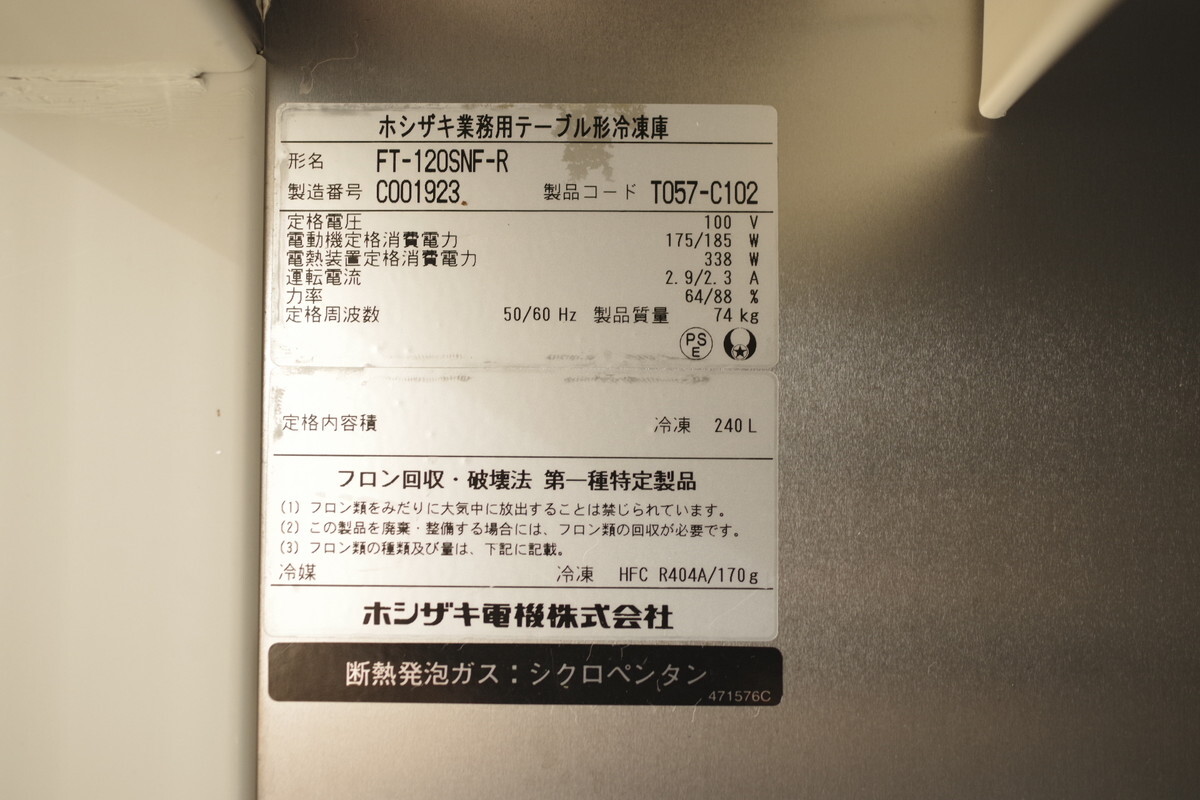 ホシザキ業務用テーブル形冷凍庫
形名 FT-120SNF-R
製造番号 C001923 製品コード T057-C102
定格電圧 100 V
電動機定格消費電力 175/185 W
電熱装置定格消費電力 338 W
運転電流 2.9/2.3 A
力率 64/88 %
定格周波数 50/60 Hz 製品質量 74 kg
PS
E
定格内容積 冷凍 240 L
フロン回収・破壊法 第一種特定製品
(1) フロン類をみだりに大気中に放出することは禁じられています。
(2) この製品を廃棄・整備する場合には、フロン類の回収が必要です。
(3) フロン類の種類及び量は、下記に記載。
冷媒 冷凍 HFC R404A/170g
ホシザキ電機株式会社
断熱発泡ガス：シクロペンタン
471576C